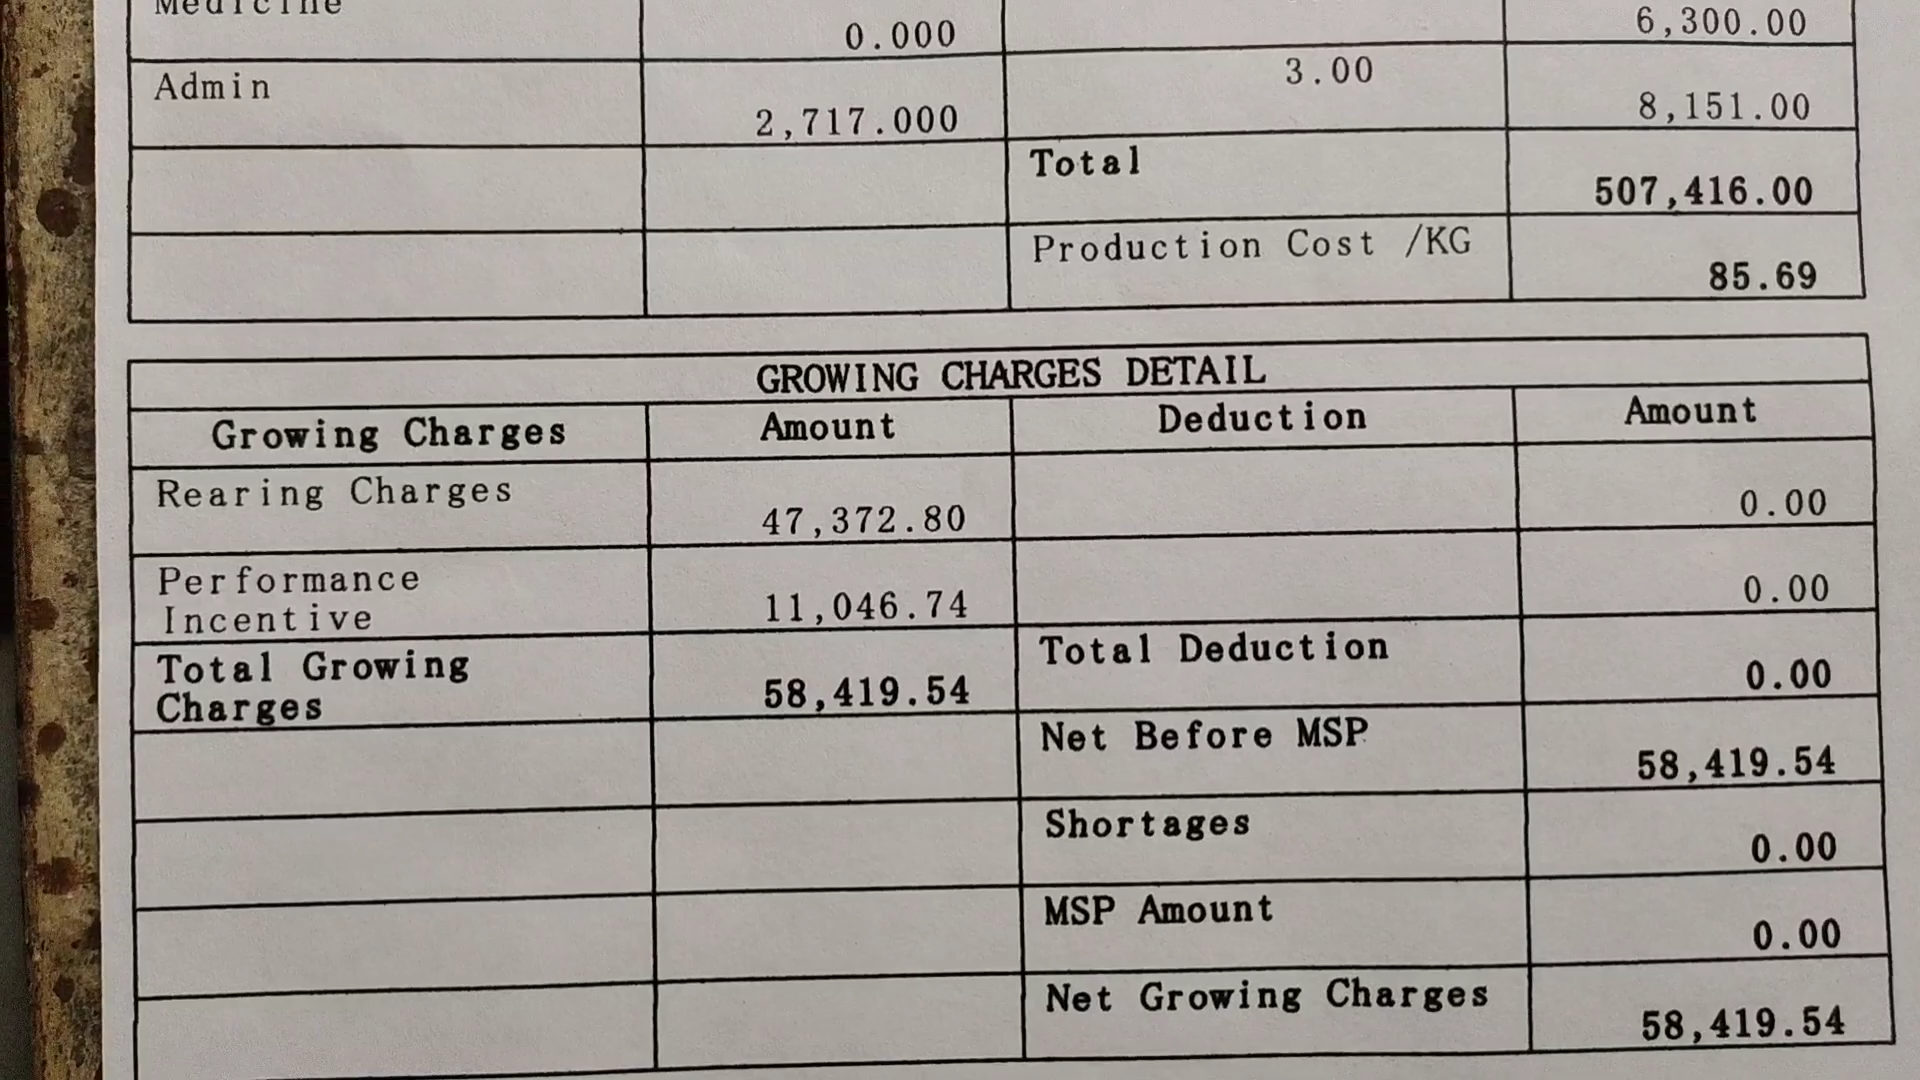 Medicine
0.000 6,300.00
Admin 3.00
2,717.000 8,151.00
Total
507,416.00
Production Cost /KG
85.69
GROWING CHARGES DETAIL
Growing Charges Amount Deduction Amount
Rearing Charges
47,372.80 0.00
Performance
Incentive 11,046.74 0.00
Total Growing Total Deduction
Charges 58,419.54 0.00
Net Before MSP
58,419.54
Shortages
0.00
MSP Amount
0.00
Net Growing Charges
58,419.54